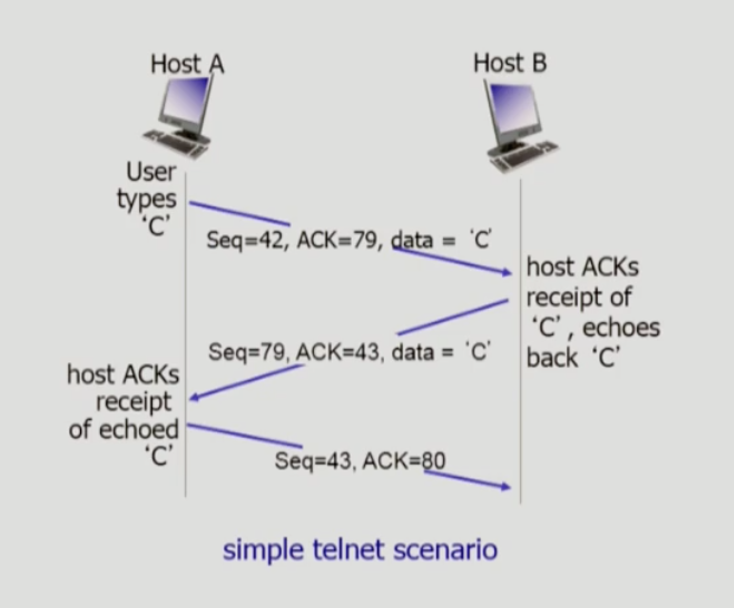 Host A
Host B
User
types
‘C’
Seq=42, ACK=79, data = ‘C’
host ACKs
receipt of
‘C’ , echoes
back ‘C’
Seq=79, ACK=43, data = ‘C’
host ACKs
receipt
of echoed
‘C’
Seq=43, ACK=80
simple telnet scenario